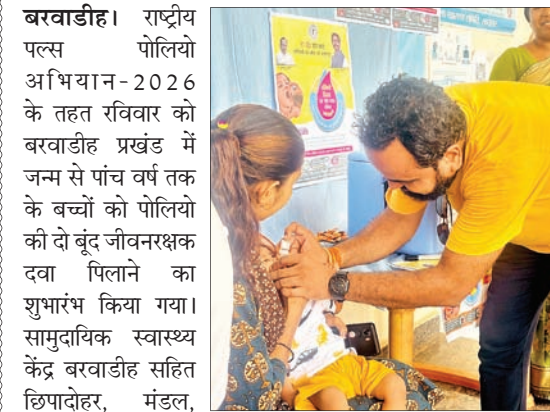 बरवाडीह। राष्ट्रीय
पल्स पोलियो
अभियान-2026
के तहत रविवार को
बरवाडीह प्रखंड में
जन्म से पांच वर्ष तक
के बच्चों को पोलियो
की दो बूंद जीवनरक्षक
दवा पिलाने का
शुभारंभ किया गया।
सामुदायिक स्वास्थ्य
केंद्र बरवाडीह सहित
छिपादोहर, मंडल,